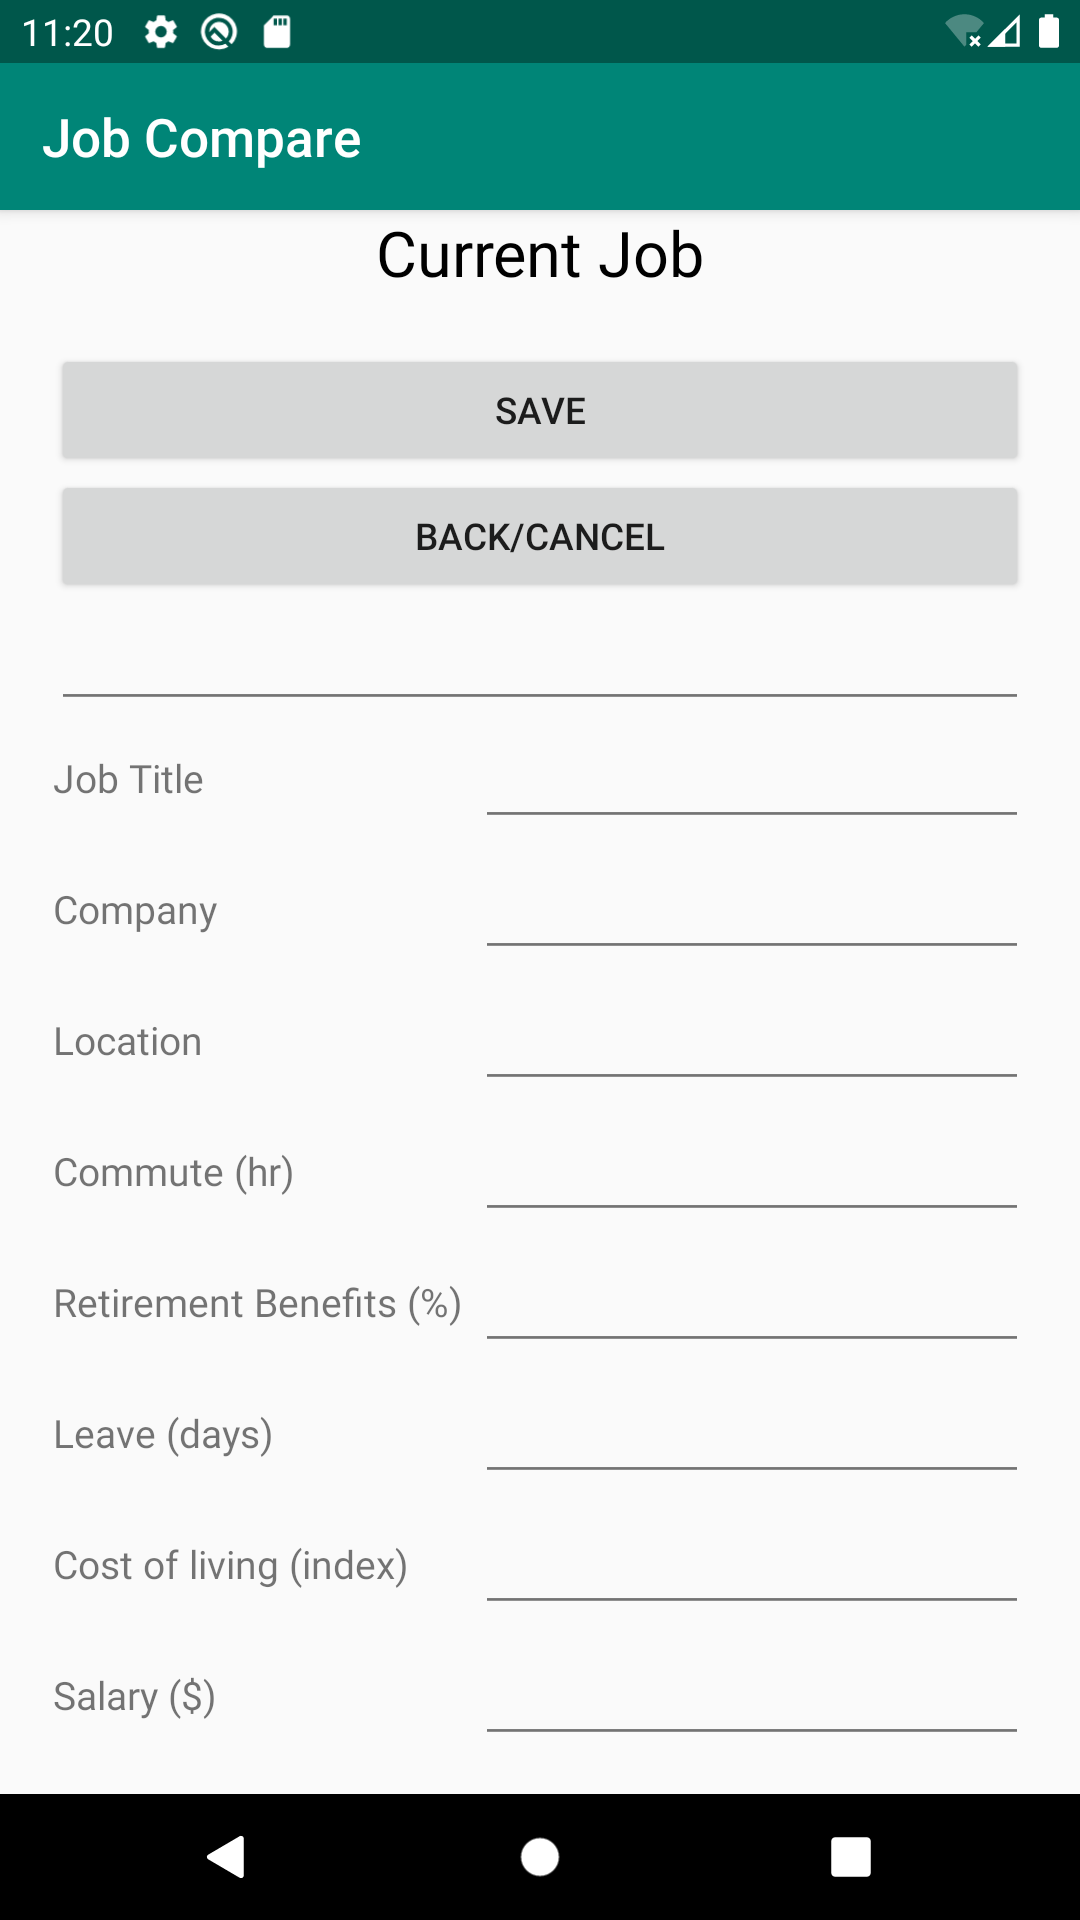 11:20
Job Compare
Current Job
SAVE
BACK/CANCEL
Job Title
Company
Location
Commute (hr)
Retirement Benefits (%)
Leave (days)
Cost of living (index)
Salary ($)